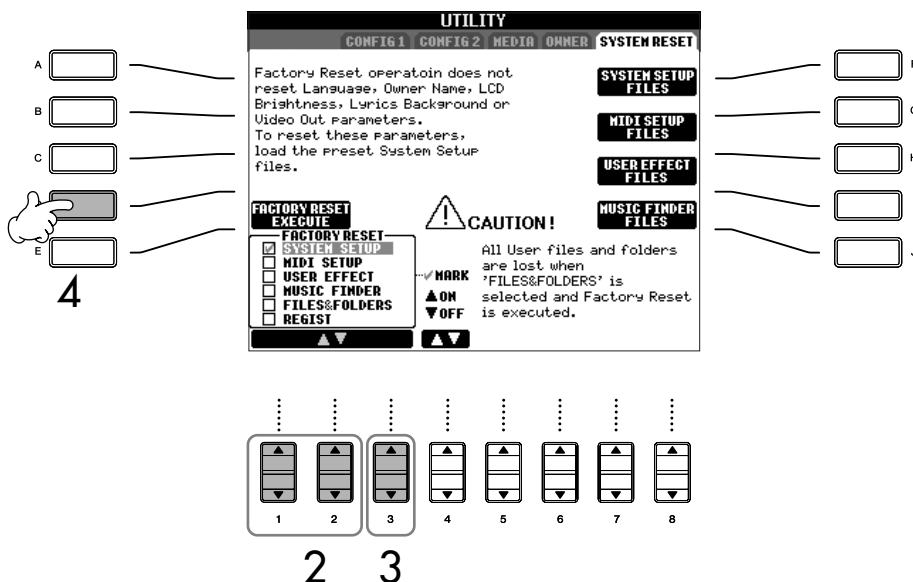 UTILITY
CONFIG 1 CONFIG 2 MEDIA OWNER SYSTEM RESET
Factory Reset operatoin does not
reset Language, Owner Name, LCD
Brightness, Lyrics Background or
Video Out parameters.
To reset these parameters,
load the preset System Setup
files.
SYSTEM SETUP
FILES
MIDI SETUP
FILES
USER EFFECT
FILES
MUSIC FINDER
FILES
A
B
C
E
4
FACTORY RESET
EXECUTE
FACTORY RESET
SYSTEM SETUP
MIDI SETUP
USER EFFECT
MUSIC FINDER
FILES&FOLDERS
REGIST
MARK
▲ON
▼OFF
CAUTION!
All User files and folders
are lost when
'FILES&FOLDERS' is
selected and Factory Reset
is executed.
▲▼ ▲▼
1 2 3 4 5 6 7 8
2 3